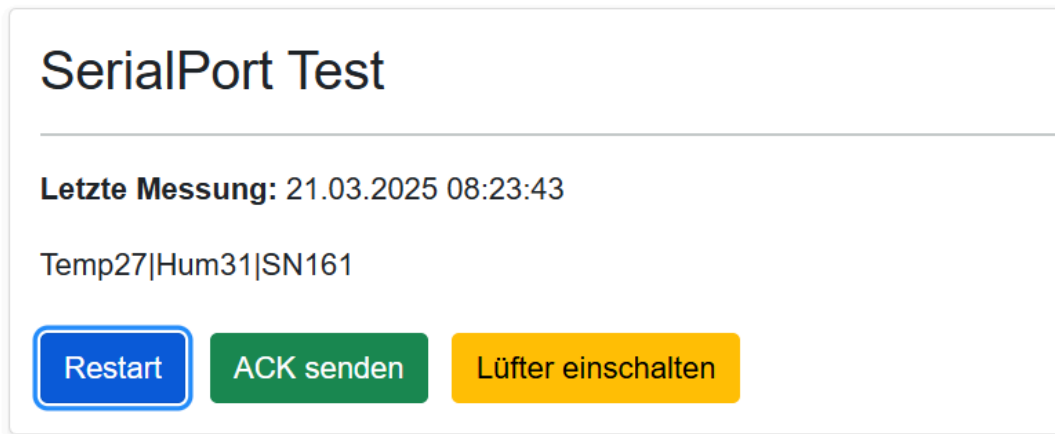 SerialPort Test
Letzte Messung: 21.03.2025 08:23:43
Temp27|Hum31|SN161
Restart ACK senden Lüfter einschalten